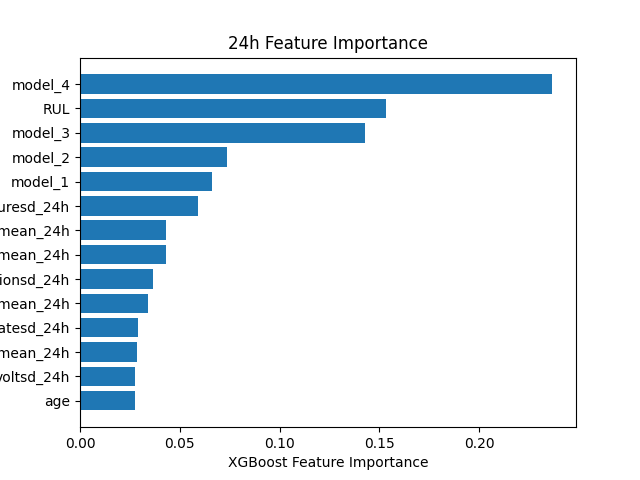 24h Feature Importance
model_4
RUL
model_3
model_2
model_1
uresd_24h
mean_24h
mean_24h
ionsd_24h
mean_24h
atesd_24h
mean_24h
voltsd_24h
age
0.00 0.05 0.10 0.15 0.20
XGBoost Feature Importance